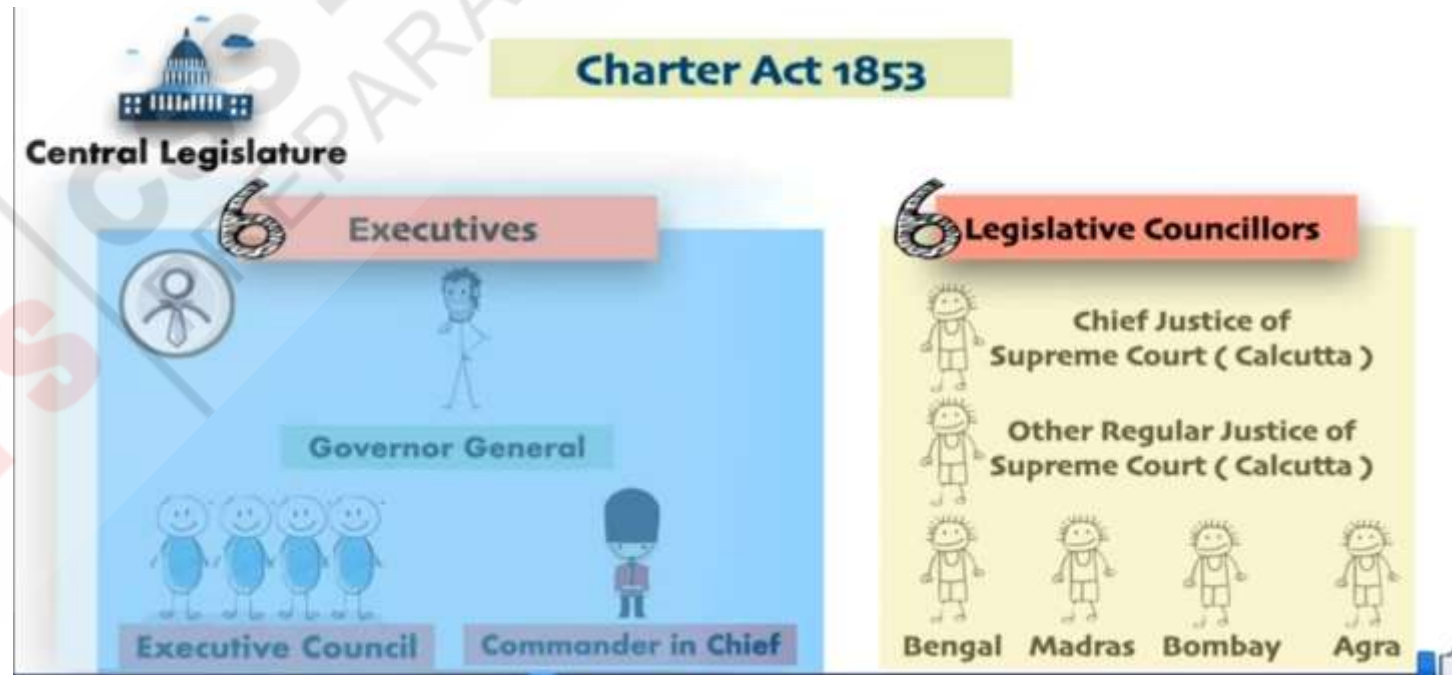 Charter Act 1853
Central Legislature
6 Executives
Governor General
Executive Council
Commander in Chief
6 Legislative Councillors
Chief Justice of
Supreme Court ( Calcutta )
Other Regular Justice of
Supreme Court ( Calcutta )
Bengal Madras Bombay Agra